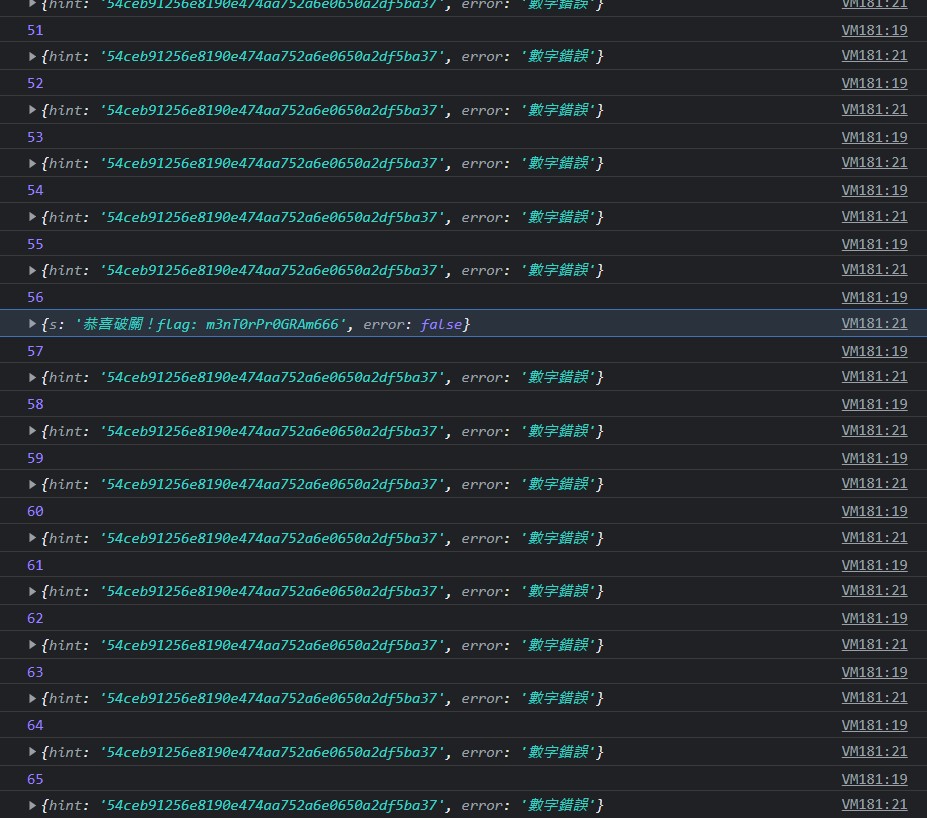 ▶{hint: '54ceb91256e8190e474aa752a6e0650a2df5ba37', error: '數字錯誤'} VM181:21
51 VM181:19
▶{hint: '54ceb91256e8190e474aa752a6e0650a2df5ba37', error: '數字錯誤'} VM181:21
52 VM181:19
▶{hint: '54ceb91256e8190e474aa752a6e0650a2df5ba37', error: '數字錯誤'} VM181:21
53 VM181:19
▶{hint: '54ceb91256e8190e474aa752a6e0650a2df5ba37', error: '數字錯誤'} VM181:21
54 VM181:19
▶{hint: '54ceb91256e8190e474aa752a6e0650a2df5ba37', error: '數字錯誤'} VM181:21
55 VM181:19
▶{hint: '54ceb91256e8190e474aa752a6e0650a2df5ba37', error: '數字錯誤'} VM181:21
56 VM181:19
▶{s: '恭喜破關！flag: m3nT0rPr0GRAm666', error: false} VM181:21
57 VM181:19
▶{hint: '54ceb91256e8190e474aa752a6e0650a2df5ba37', error: '數字錯誤'} VM181:21
58 VM181:19
▶{hint: '54ceb91256e8190e474aa752a6e0650a2df5ba37', error: '數字錯誤'} VM181:21
59 VM181:19
▶{hint: '54ceb91256e8190e474aa752a6e0650a2df5ba37', error: '數字錯誤'} VM181:21
60 VM181:19
▶{hint: '54ceb91256e8190e474aa752a6e0650a2df5ba37', error: '數字錯誤'} VM181:21
61 VM181:19
▶{hint: '54ceb91256e8190e474aa752a6e0650a2df5ba37', error: '數字錯誤'} VM181:21
62 VM181:19
▶{hint: '54ceb91256e8190e474aa752a6e0650a2df5ba37', error: '數字錯誤'} VM181:21
63 VM181:19
▶{hint: '54ceb91256e8190e474aa752a6e0650a2df5ba37', error: '數字錯誤'} VM181:21
64 VM181:19
▶{hint: '54ceb91256e8190e474aa752a6e0650a2df5ba37', error: '數字錯誤'} VM181:21
65 VM181:19
▶{hint: '54ceb91256e8190e474aa752a6e0650a2df5ba37', error: '數字錯誤'} VM181:21